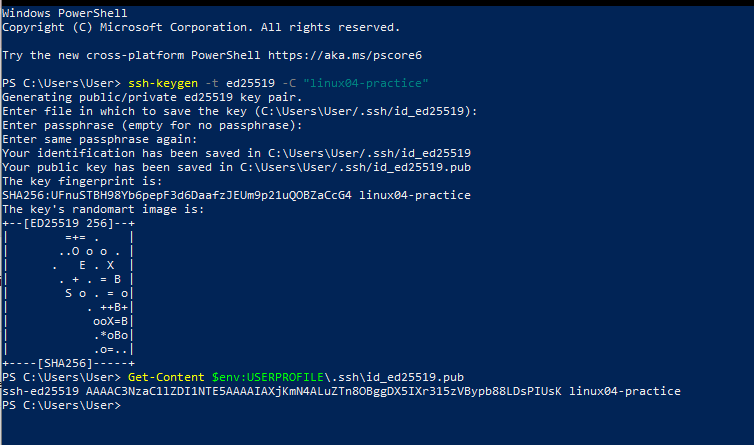 Windows PowerShell
Copyright (C) Microsoft Corporation. All rights reserved.
Try the new cross-platform PowerShell https://aka.ms/pscore6
PS C:\Users\User> ssh-keygen -t ed25519 -C "linux04-practice"
Generating public/private ed25519 key pair.
Enter file in which to save the key (C:\Users\User/.ssh/id_ed25519):
Enter passphrase (empty for no passphrase):
Enter same passphrase again:
Your identification has been saved in C:\Users\User/.ssh/id_ed25519
Your public key has been saved in C:\Users\User/.ssh/id_ed25519.pub
The key fingerprint is:
SHA256:UFnuSTBH98Yb6pepF3d6DaafzJEUm9p21uQOBZaCcG4 linux04-practice
The key's randomart image is:
+--[ED25519 256]--+
|        =+= .    |
|       ..O o o . |
|      .   E . X  |
|       . + . = B |
|        S o . = o|
|           . ++B+|
|            ooX=B|
|            .*oBo|
|            .o=..|
+----[SHA256]-----+
PS C:\Users\User> Get-Content $env:USERPROFILE\.ssh\id_ed25519.pub
ssh-ed25519 AAAAC3NzaC1lZDI1NTE5AAAAIAXjKmN4ALuZTn8OBggDX5IXr315zVBypb88LDsPIUsK linux04-practice
PS C:\Users\User>